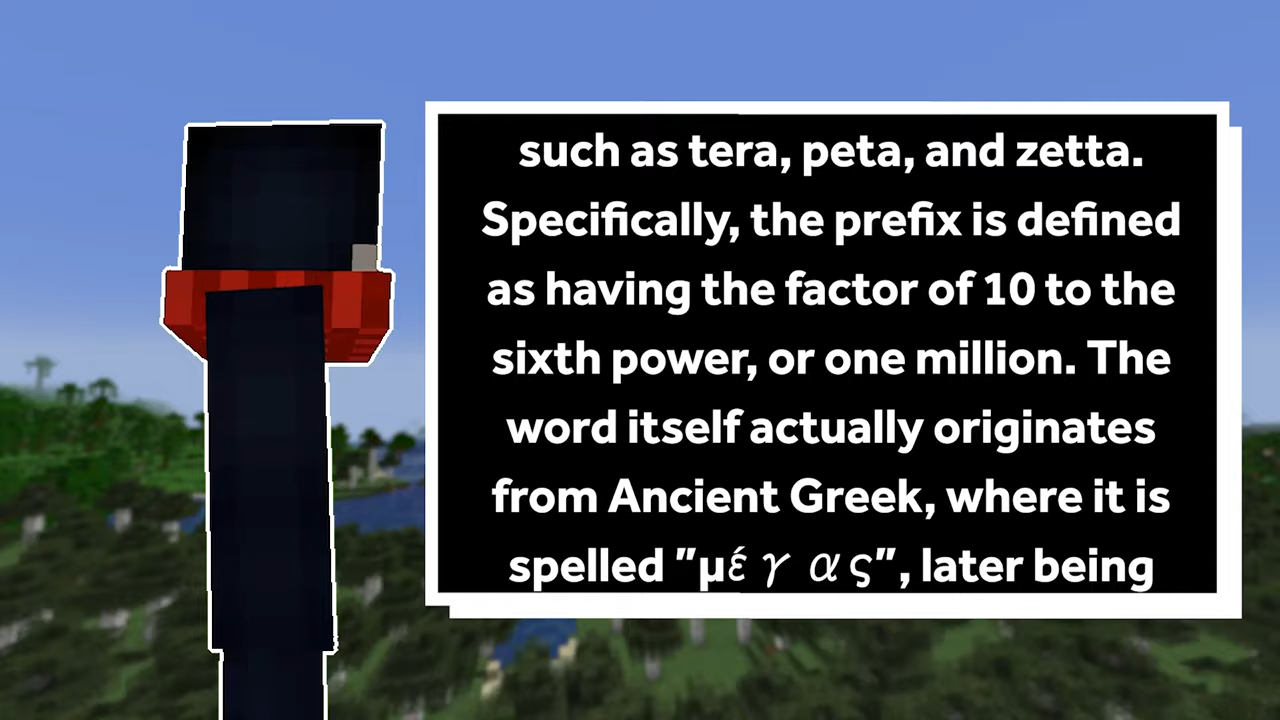 such as tera, peta, and zetta.
Specifically, the prefix is defined
as having the factor of 10 to the
sixth power, or one million. The
word itself actually originates
from Ancient Greek, where it is
spelled "μέγας", later being